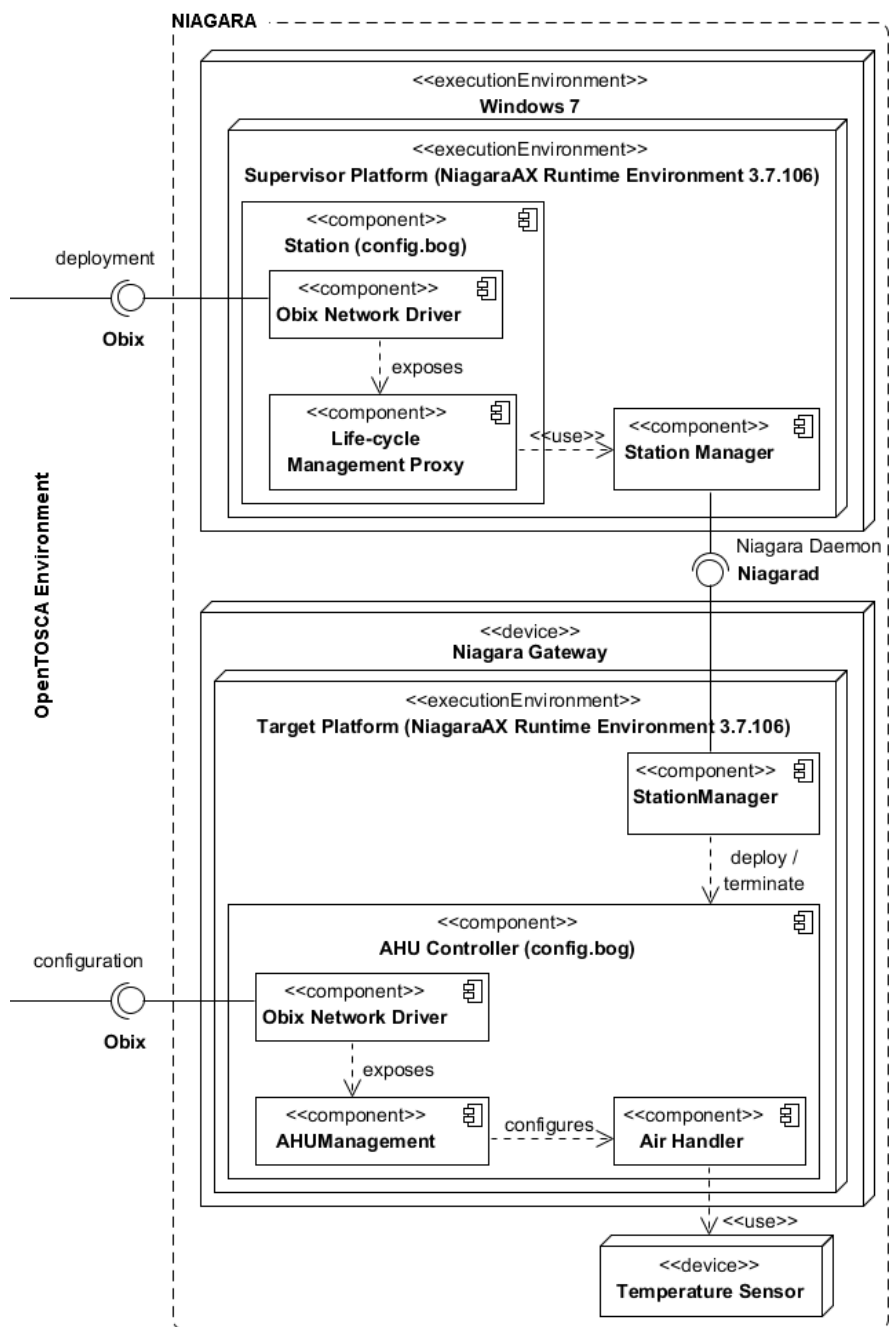 NIAGARA
<<executionEnvironment>>
Windows 7
<<executionEnvironment>>
Supervisor Platform (NiagaraAX Runtime Environment 3.7.106)
<<component>>
Station (config.bog)
deployment
Obix
<<component>>
Obix Network Driver
exposes
<<component>>
Life-cycle
Management Proxy
<<use>>
<<component>>
Station Manager
OpenTOSCA Environment
Niagara Daemon
Niagarad
<<device>>
Niagara Gateway
<<executionEnvironment>>
Target Platform (NiagaraAX Runtime Environment 3.7.106)
<<component>>
StationManager
deploy /
terminate
<<component>>
AHU Controller (config.bog)
configuration
Obix
<<component>>
Obix Network Driver
exposes
<<component>>
AHUManagement
configures
<<component>>
Air Handler
<<use>>
<<device>>
Temperature Sensor